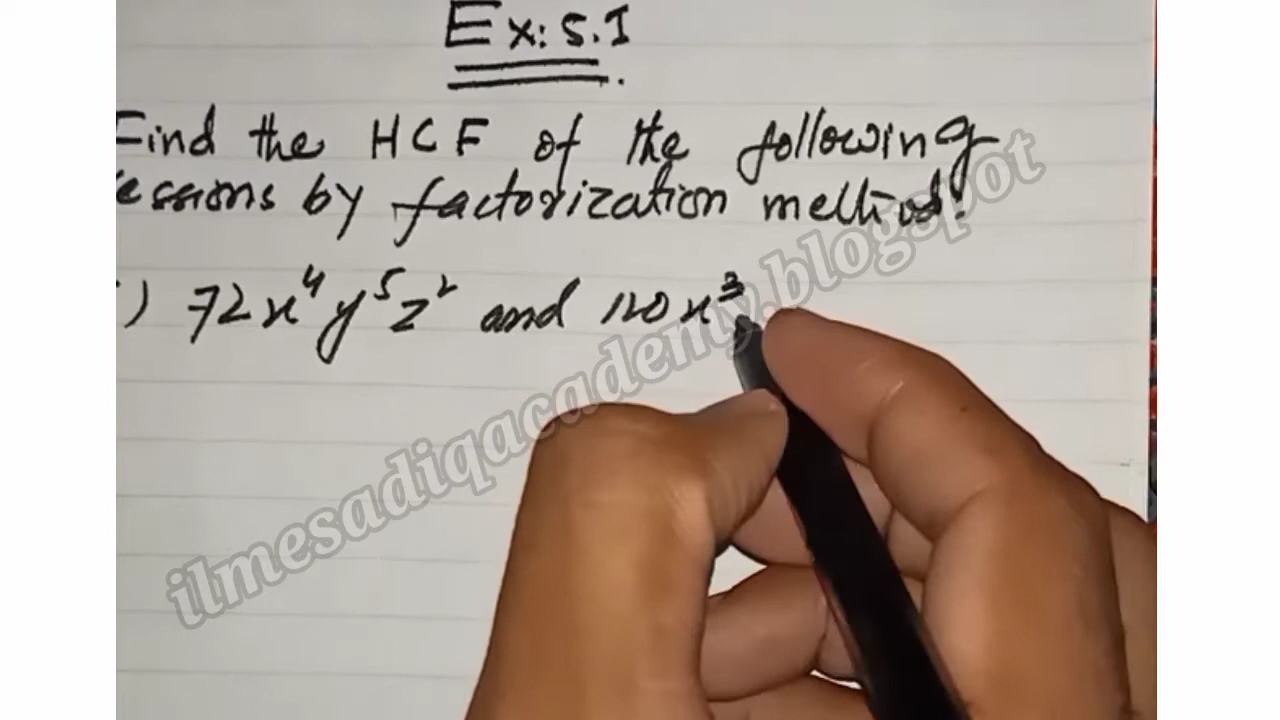 Ex: 5.1
Find the HCF of the following
essions by factorization method:
) 72x⁴y⁵z² and 120x³
ilmesadiqacademy.blogspot